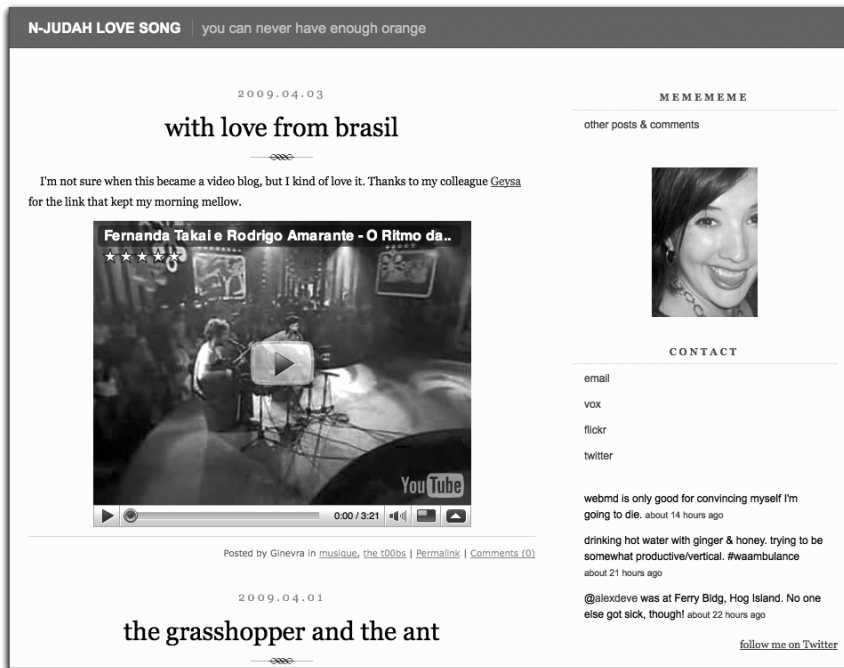 N-JUDAH LOVE SONG you can never have enough orange
2009.04.03
with love from brasil
I'm not sure when this became a video blog, but I kind of love it. Thanks to my colleague Geysa
for the link that kept my morning mellow.
Fernanda Takai e Rodrigo Amarante - O Ritmo da..
YouTube
0:00 / 3:21
Posted by Ginevra in musique, the t00bs | Permalink | Comments (0)
2009.04.01
the grasshopper and the ant
MEMEMEME
other posts & comments
CONTACT
email
vox
flickr
twitter
webmd is only good for convincing myself I'm
going to die. about 14 hours ago
drinking hot water with ginger & honey. trying to be
somewhat productive/vertical. #waambulance
about 21 hours ago
@alexdeve was at Ferry Bldg, Hog Island. No one
else got sick, though! about 22 hours ago
follow me on Twitter